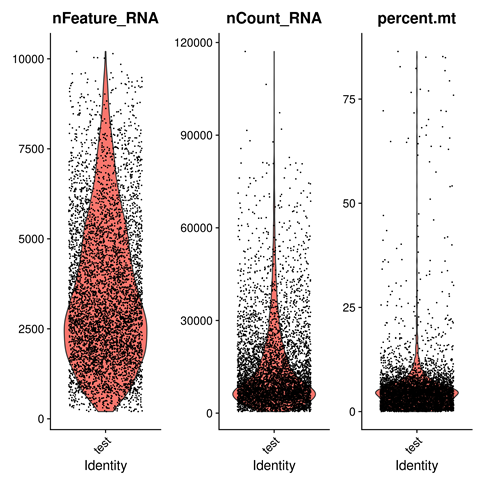 nFeature_RNA
10000
7500
5000
2500
0
test
Identity
nCount_RNA
120000
90000
60000
30000
0
test
Identity
percent.mt
75
50
25
0
test
Identity